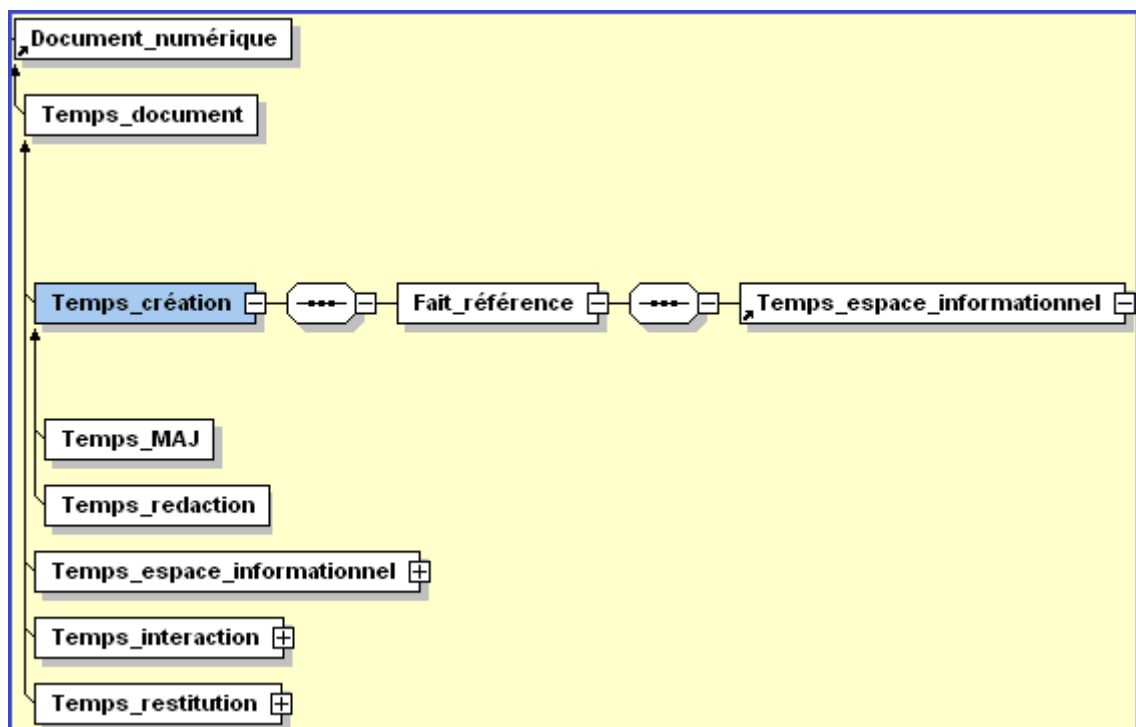 Document_numérique
Temps_document
Temps_création Fait_référence Temps_espace_informationnel
Temps_MAJ
Temps_redaction
Temps_espace_informationnel
Temps_interaction
Temps_restitution